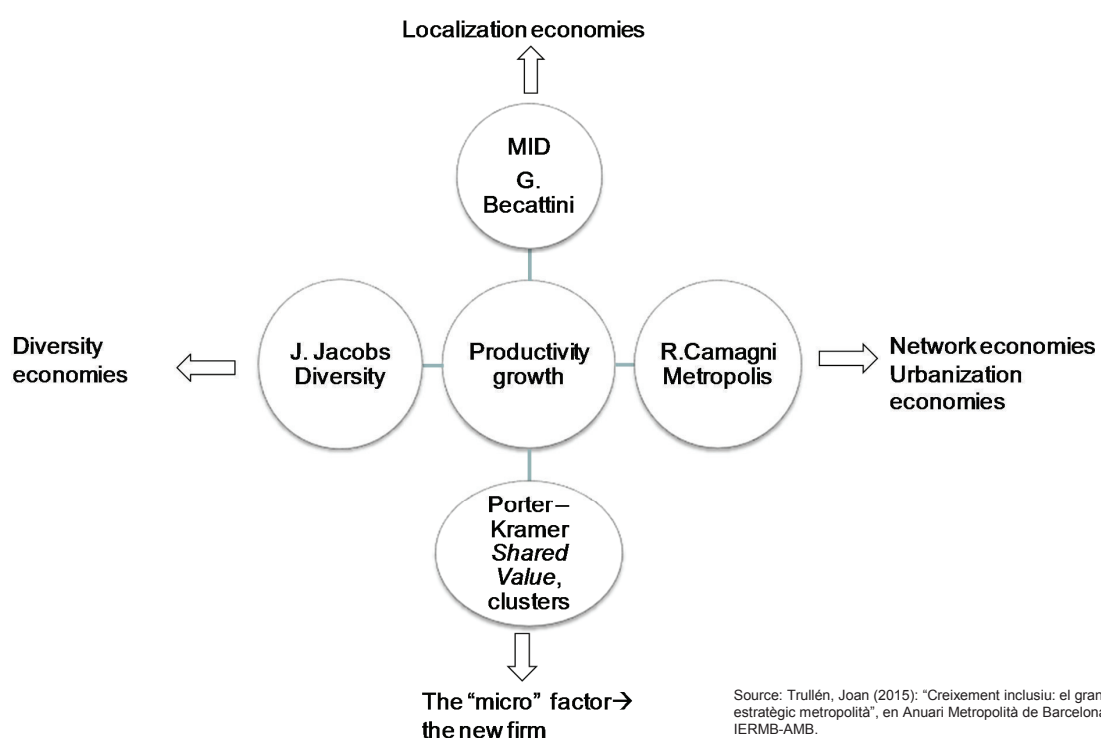 Localization economies
MID
G.
Becattini
Diversity
economies
J. Jacobs
Diversity
Productivity
growth
R.Camagni
Metropolis
Network economies
Urbanization
economies
Porter–
Kramer
Shared
Value,
clusters
The “micro” factor→
the new firm
Source: Trullén, Joan (2015): “Creixement inclusiu: el gran
estratègic metropolità”, en Anuari Metropolità de Barcelona
IERMB-AMB.